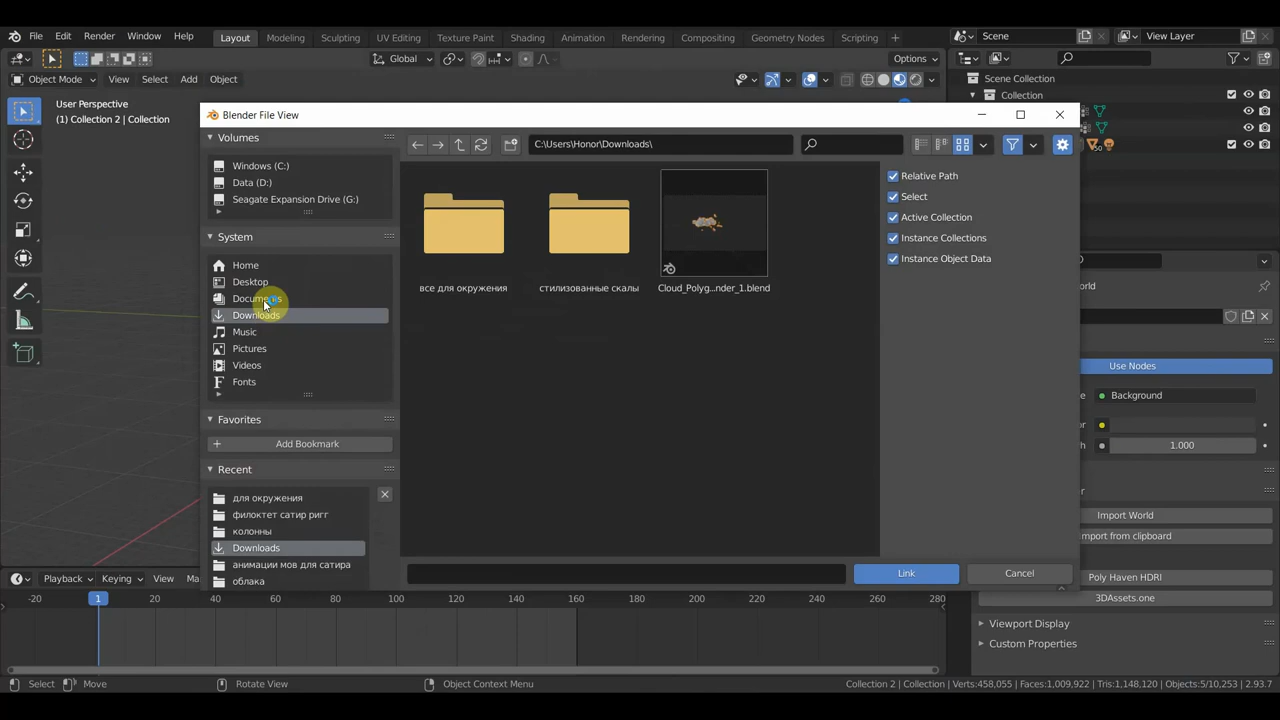 File Edit Render Window Help Layout Modeling Sculpting UV Editing Texture Paint Shading Animation Rendering Compositing Geometry Nodes Scripting Scene View Layer
Global Options
Object Mode View Select Add Object
Scene Collection
Collection
User Perspective
(1) Collection 2 | Collection
Blender File View
Volumes
Windows (C:)
Data (D:)
Seagate Expansion Drive (G:)
System
Home
Desktop
Downloads
Music
Pictures
Videos
Fonts
Favorites
Add Bookmark
Recent
для окружения
филоктет сатир ригг
колонны
Downloads
анимации мов для сатира
облака
C:\Users\Honor\Downloads\
все для окружения
стилизованные скалы
Cloud_Polyg...nder_1.blend
Relative Path
Select
Active Collection
Instance Collections
Instance Object Data
Link
Cancel
50
Use Nodes
Background
1.000
Import World
Poly Haven HDRI
3DAssets.one
Viewport Display
Custom Properties
Playback Keying View
-20 1 20 40 60 80 100 120 140 160 180 200 220 240 260 280
Select Move Rotate View Object Context Menu
Collection 2 | Collection Verts:458,055 | Faces:1,009,922 | Tris:1,148,120 | Objects:5/10,253 | 2.93.7